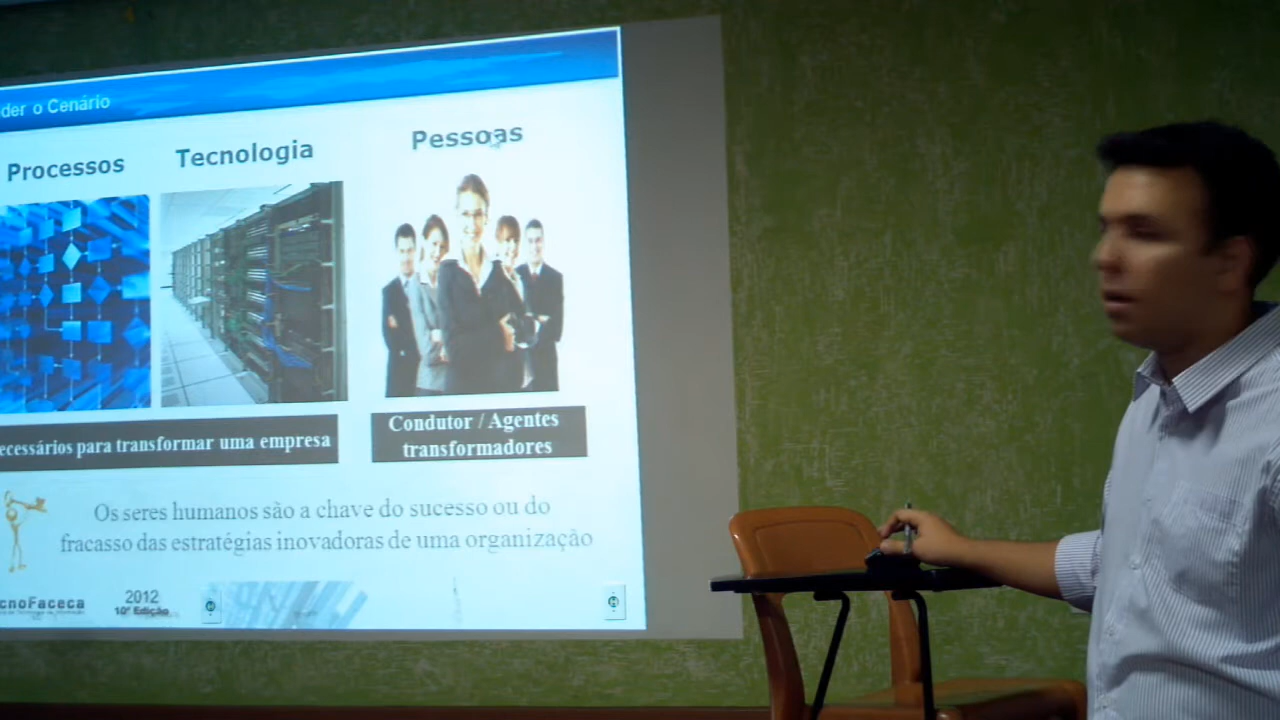 der o Cenário
Processos
Tecnologia
Pessoas
ecessários para transformar uma empresa
Condutor / Agentes
transformadores
Os seres humanos são a chave do sucesso ou do
fracasso das estratégias inovadoras de uma organização
cnoFaceca
2012
10ª Edição